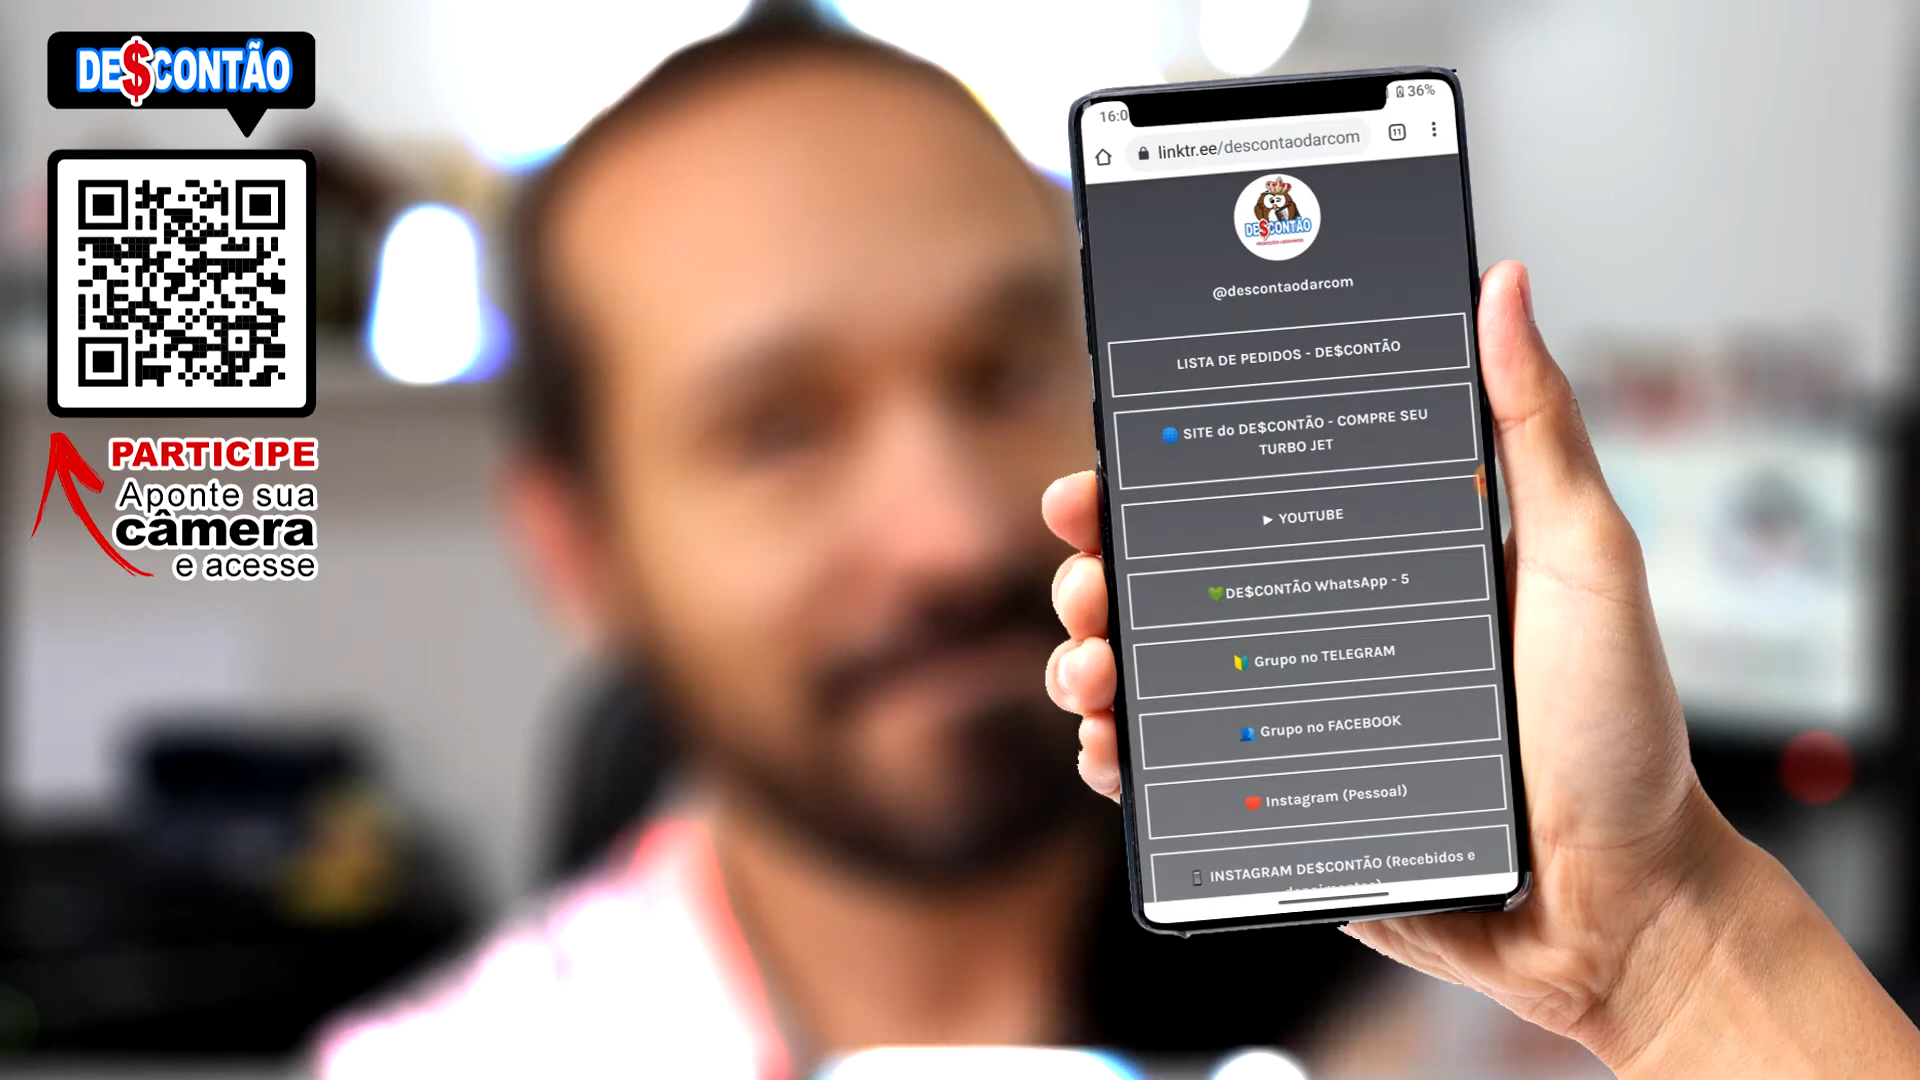 DE$CONTÃO
PARTICIPE
Aponte sua
câmera
e acesse
16:0
36%
linktr.ee/descontaodarcom
11
DE$CONTÃO
@descontaodarcom
LISTA DE PEDIDOS - DE$CONTÃO
SITE do DE$CONTÃO - COMPRE SEU
TURBO JET
YOUTUBE
DE$CONTÃO WhatsApp - 5
Grupo no TELEGRAM
Grupo no FACEBOOK
Instagram (Pessoal)
INSTAGRAM DE$CONTÃO (Recebidos e